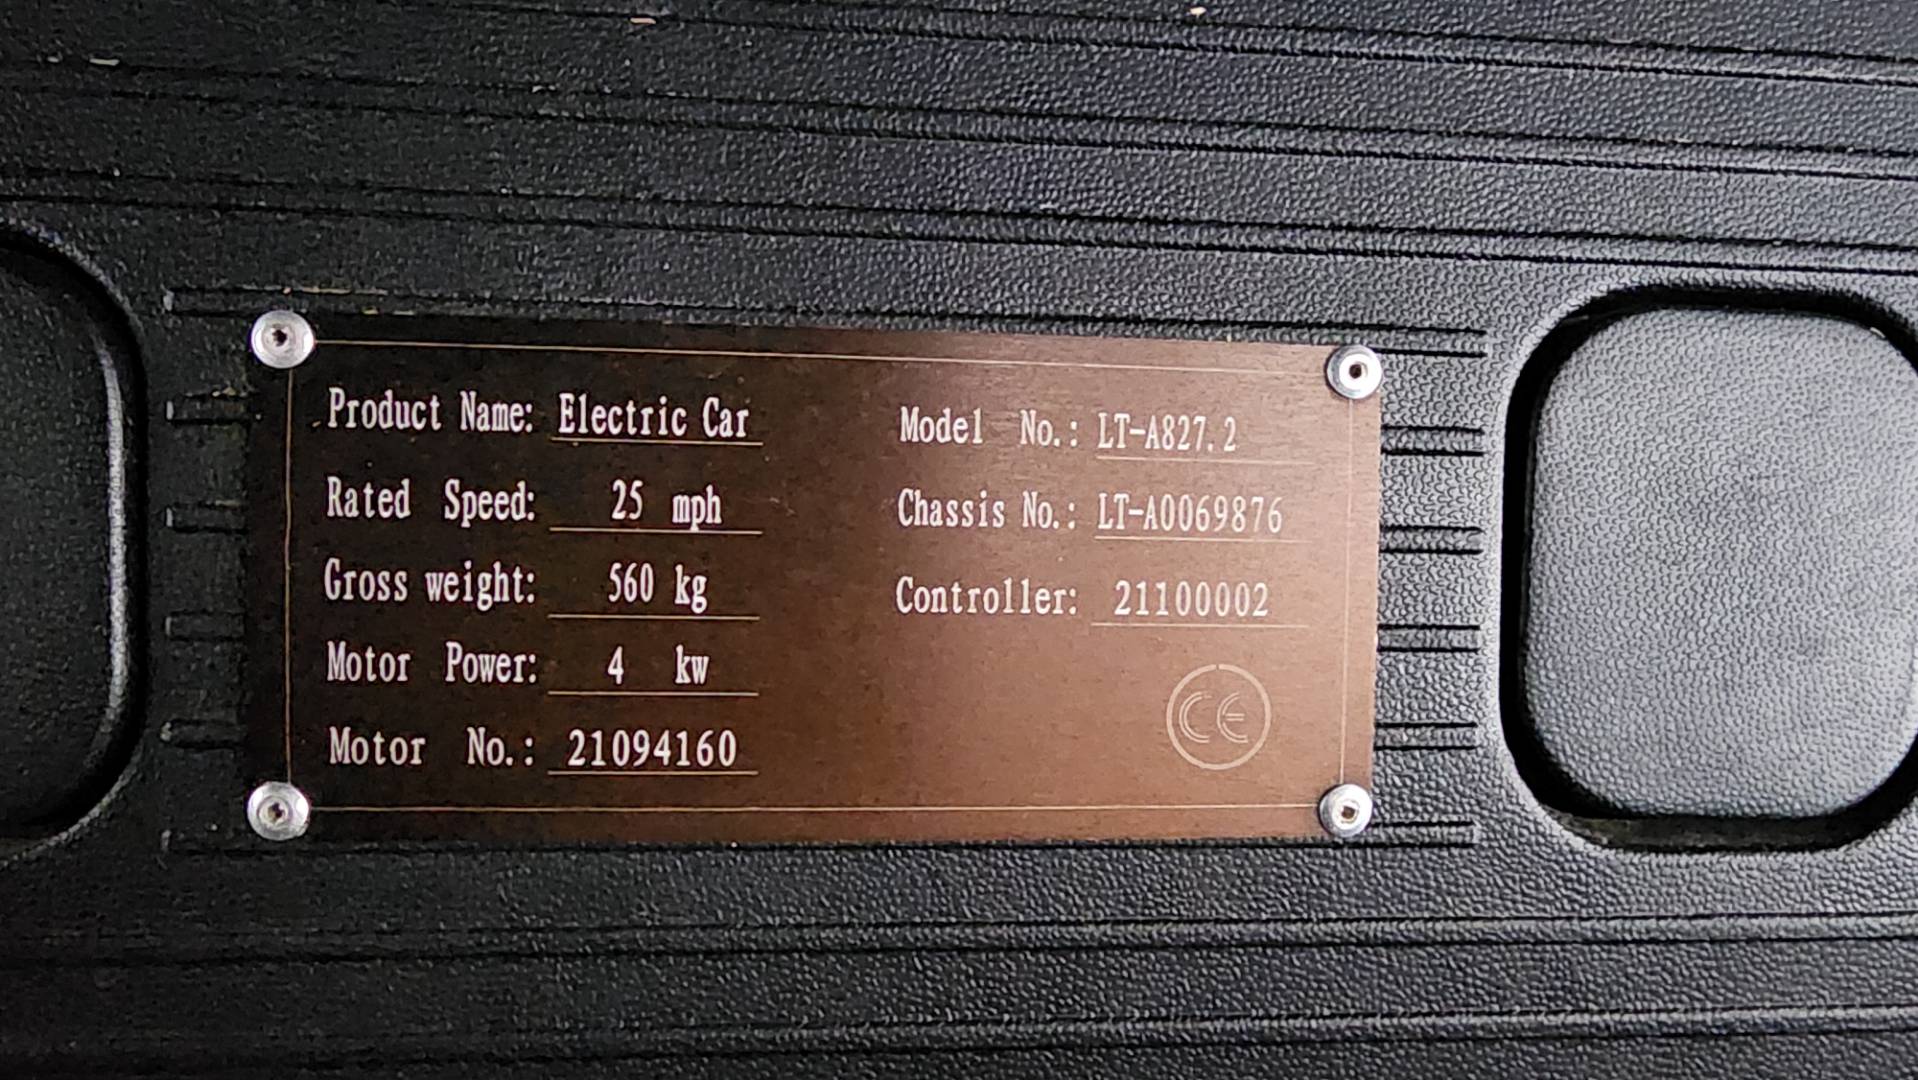 Product Name: Electric Car
Rated Speed: 25 mph
Gross weight: 560 kg
Motor Power: 4 kw
Motor No.: 21094160
Model No.: LT-A827.2
Chassis No.: LT-A0069876
Controller: 21100002
CE